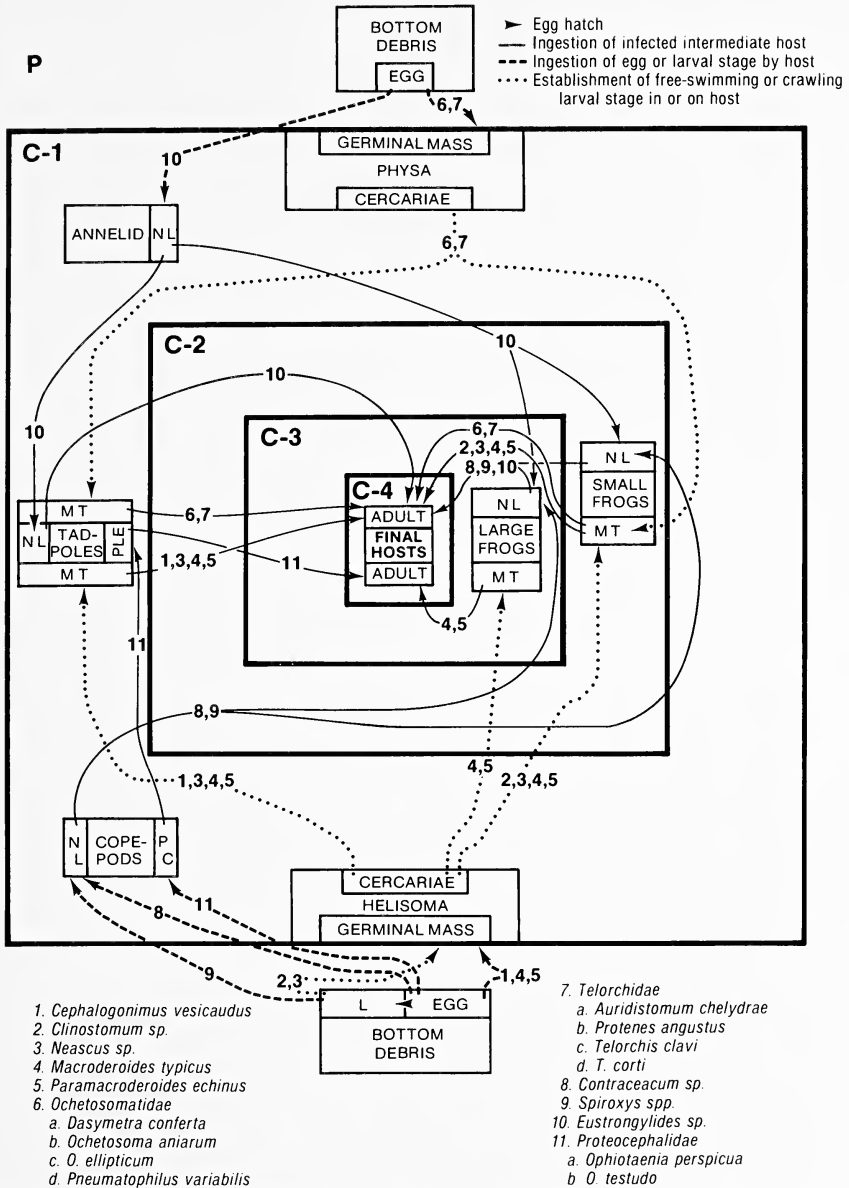 P
BOTTOM
DEBRIS
EGG
Egg hatch
Ingestion of infected intermediate host
Ingestion of egg or larval stage by host
Establishment of free-swimming or crawling
larval stage in or on host
6,7
C-1
GERMINAL MASS
PHYSA
CERCARIAE
10
ANNELID
NL
6,7
C-2
10
10
C-3
10
6,7
2,3,4,5
8,9,10
NL
SMALL
FROGS
MT
C-4
ADULT
FINAL
HOSTS
ADULT
NL
LARGE
FROGS
MT
MT
NL
TAD-
POLES
PLE
MT
6,7
1,3,4,5
11
4,5
11
8,9
4,5
2,3,4,5
1,3,4,5
N
L
COPE-
PODS
P
C
CERCARIAE
HELISOMA
GERMINAL MASS
8
11
9
2,3
1,4,5
L
EGG
BOTTOM
DEBRIS
1. Cephalogonimus vesicaudus
2. Clinostomum sp.
3. Neascus sp.
4. Macroderoides typicus
5. Paramacroderoides echinus
6. Ochetosomatidae
a. Dasymetra conferta
b. Ochetosoma aniarum
c. O. ellipticum
d. Pneumatophilus variabilis
7. Telorchidae
a. Auridistomum chelydrae
b. Protenes angustus
c. Telorchis clavi
d. T. corti
8. Contraceacum sp.
9. Spiroxys spp.
10. Eustrongylides sp.
11. Proteocephalidae
a. Ophiotaenia perspicua
b O. testudo